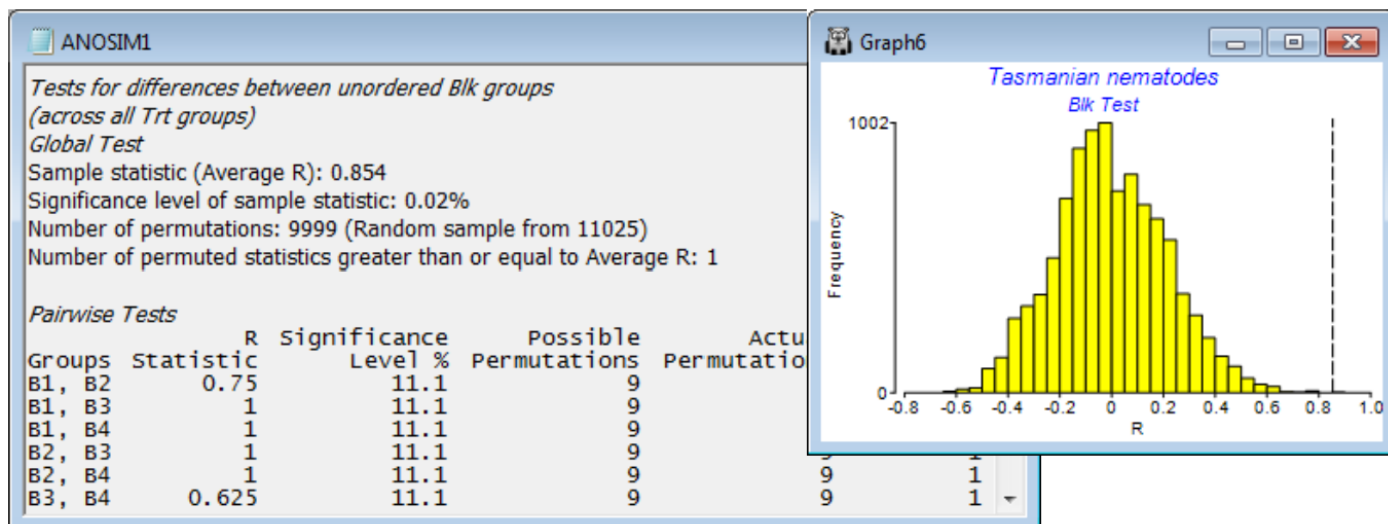 ANOSIM1
Tests for differences between unordered Blk groups
(across all Trt groups)
Global Test
Sample statistic (Average R): 0.854
Significance level of sample statistic: 0.02%
Number of permutations: 9999 (Random sample from 11025)
Number of permuted statistics greater than or equal to Average R: 1
Pairwise Tests
R Significance Possible Actu
Groups Statistic Level % Permutations Permutatio
B1, B2 0.75 11.1 9
B1, B3 1 11.1 9
B1, B4 1 11.1 9
B2, B3 1 11.1 9
B2, B4 1 11.1 9 9 1
B3, B4 0.625 11.1 9 9 1
Graph6
Tasmanian nematodes
Blk Test
1002
Frequency
0
-0.8 -0.6 -0.4 -0.2 0 0.2 0.4 0.6 0.8 1.0
R